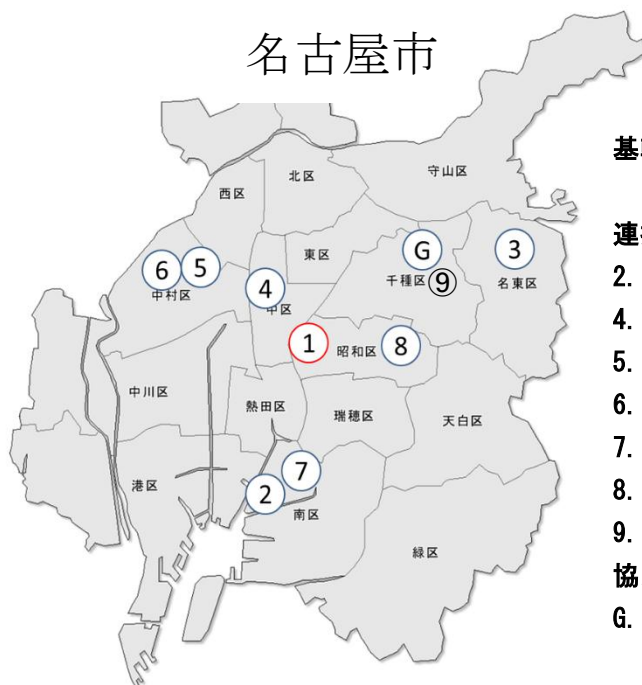 名古屋市
守山区
北区
西区
東区
G
3
6
5
千種区
9
名東区
中村区
4
中区
1
昭和区
8
中川区
熱田区
瑞穂区
天白区
7
港区
2
南区
緑区
基
連
2.
4.
5.
6.
7.
8.
9.
協
G.